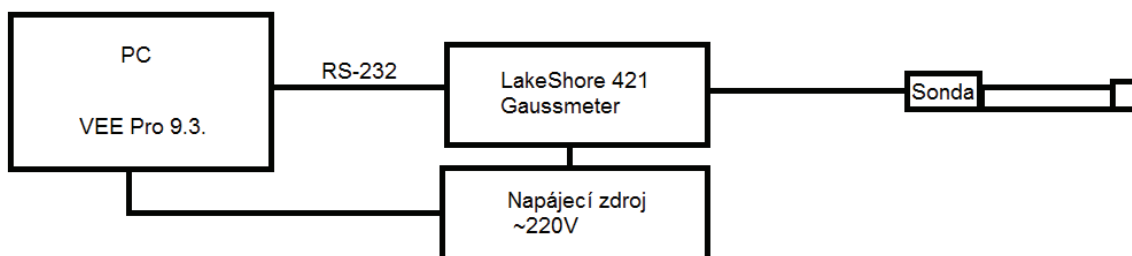 PC
VEE Pro 9.3.
RS-232
LakeShore 421
Gaussmeter
Sonda
Napájecí zdroj
~220V